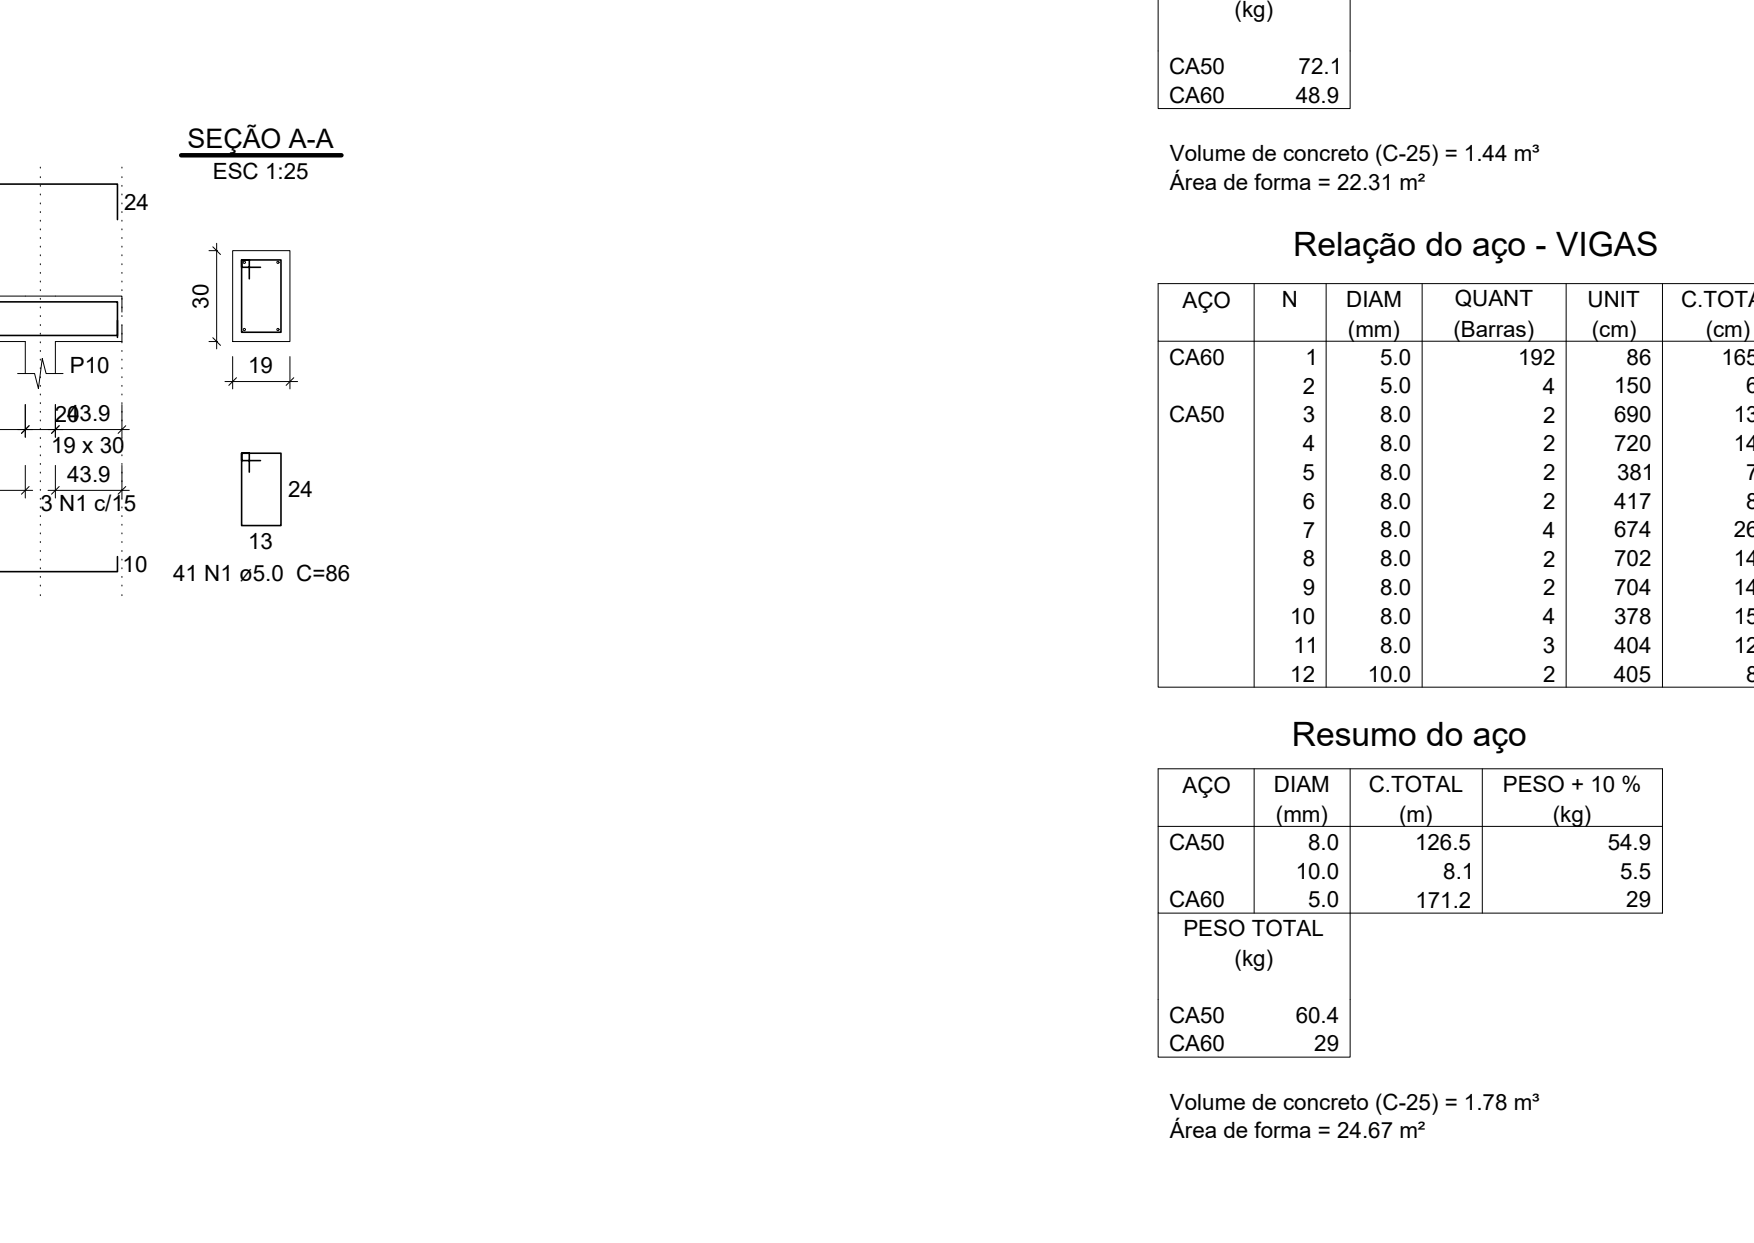 (kg)
CA50 72.1
CA60 48.9
Volume de concreto (C-25) = 1.44 m³
Área de forma = 22.31 m²
SEÇÃO A-A
ESC 1:25
24
30
19
P10
43.9
19 x 30
43.9
3 N1 c/15
10
24
13
41 N1 ø5.0 C=86
Relação do aço - VIGAS
AÇO N DIAM QUANT UNIT
(mm) (Barras) (cm) (cm)
CA60 1 5.0 192 86
2 5.0 4 150
CA50 3 8.0 2 690
4 8.0 2 720
5 8.0 2 381
6 8.0 2 417
7 8.0 4 674
8 8.0 2 702
9 8.0 2 704
10 8.0 4 378
11 8.0 3 404
12 10.0 2 405
Resumo do aço
AÇO DIAM C.TOTAL PESO + 10 %
(mm) (m) (kg)
CA50 8.0 126.5 54.9
10.0 8.1 5.5
CA60 5.0 171.2 29
PESO TOTAL
(kg)
CA50 60.4
CA60 29
Volume de concreto (C-25) = 1.78 m³
Área de forma = 24.67 m²